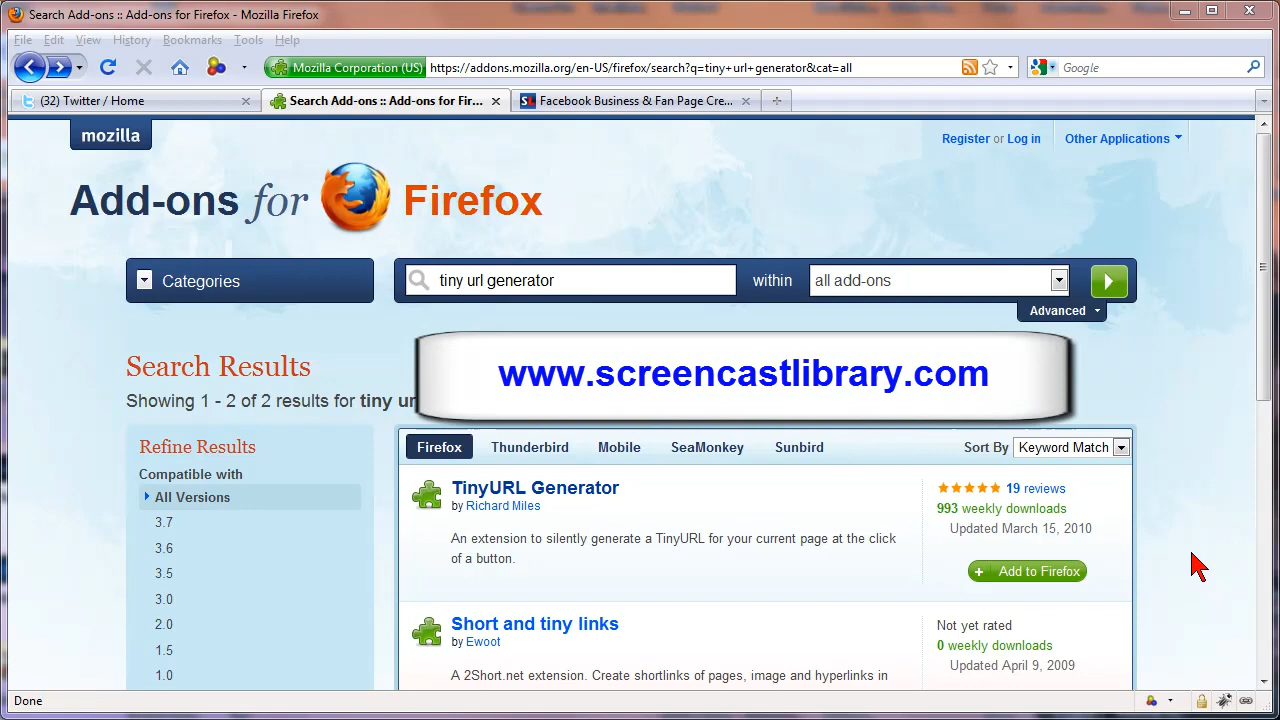 Search Add-ons :: Add-ons for Firefox - Mozilla Firefox
File Edit View History Bookmarks Tools Help
Mozilla Corporation (US) https://addons.mozilla.org/en-US/firefox/search?q=tiny+url+generator&cat=all Google
(32) Twitter / Home Search Add-ons :: Add-ons for Fir... Facebook Business & Fan Page Cre...
mozilla
Register or Log in Other Applications
Add-ons for Firefox
Categories tiny url generator within all add-ons
Advanced
www.screencastlibrary.com
Search Results
Showing 1 - 2 of 2 results for tiny ur
Refine Results
Compatible with
All Versions
3.7
3.6
3.5
3.0
2.0
1.5
1.0
Firefox Thunderbird Mobile SeaMonkey Sunbird Sort By Keyword Match
TinyURL Generator
by Richard Miles
An extension to silently generate a TinyURL for your current page at the click
of a button.
19 reviews
993 weekly downloads
Updated March 15, 2010
Add to Firefox
Short and tiny links
by Ewoot
A 2Short.net extension. Create shortlinks of pages, image and hyperlinks in
Not yet rated
0 weekly downloads
Updated April 9, 2009
Done